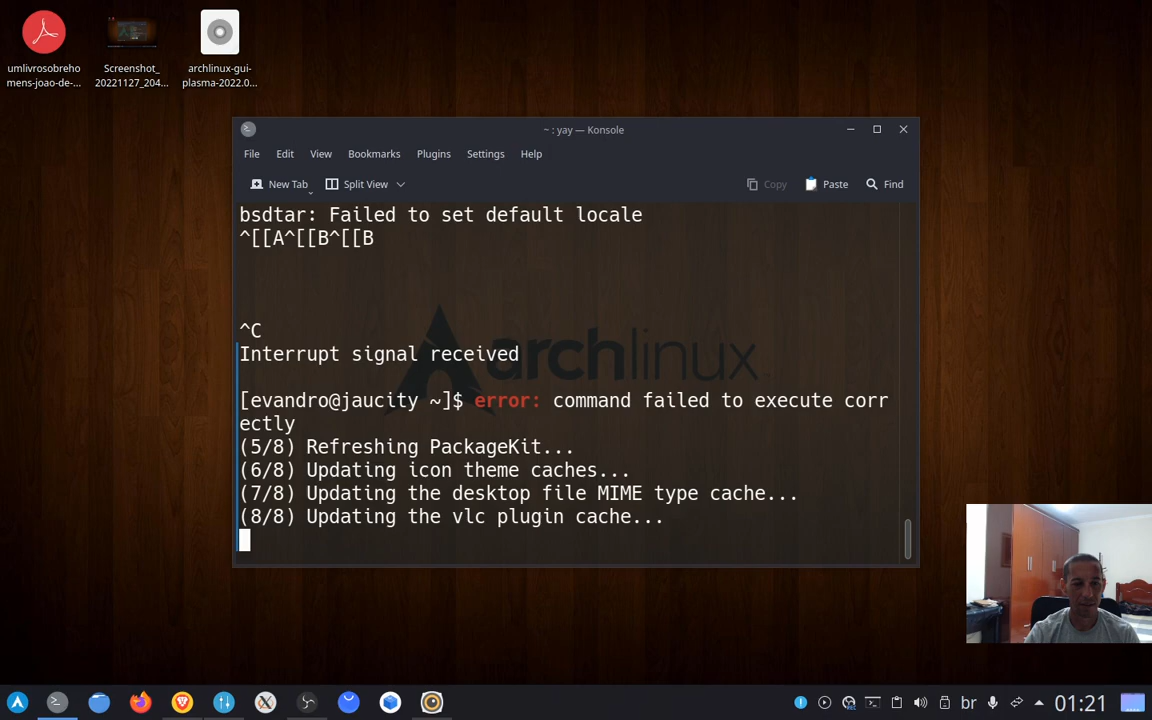 umlivrosobreho
mens-joao-de-...
Screenshot_
20221127_204...
archlinux-gui-
plasma-2022.0...
~ : yay — Konsole
File Edit View Bookmarks Plugins Settings Help
New Tab Split View Copy Paste Find
bsdtar: Failed to set default locale
^[[A^[[B^[[B
^C
Interrupt signal received
archlinux
[evandro@jaucity ~]$ error: command failed to execute corr
ectly
(5/8) Refreshing PackageKit...
(6/8) Updating icon theme caches...
(7/8) Updating the desktop file MIME type cache...
(8/8) Updating the vlc plugin cache...
br 01:21